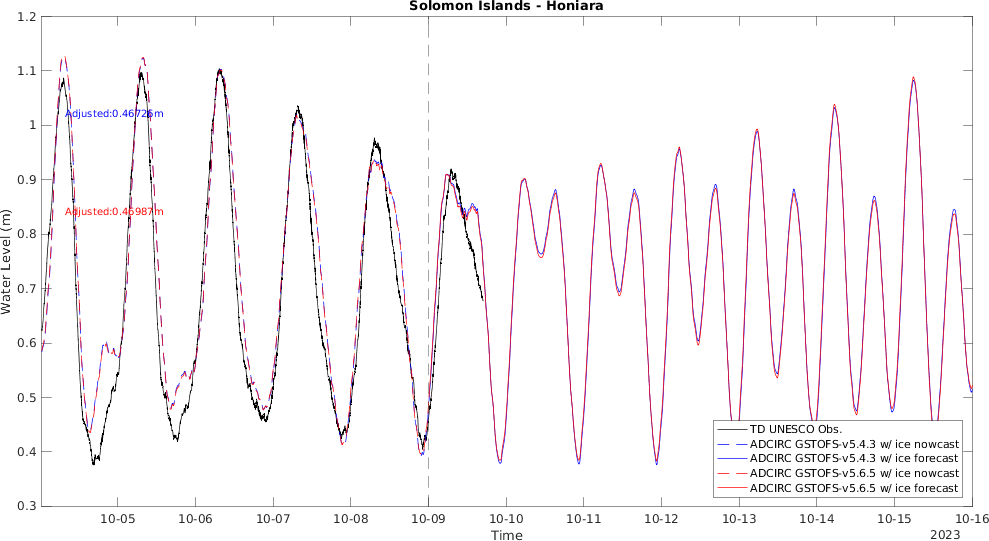 Solomon Islands - Honiara
1.2
1.1
1
0.9
0.8
0.7
0.6
0.5
0.4
0.3
Water Level (m)
Adjusted:0.46726m
Adjusted:0.46987m
TD UNESCO Obs.
ADCIRC GSTOFS-v5.4.3 w/ ice nowcast
ADCIRC GSTOFS-v5.4.3 w/ ice forecast
ADCIRC GSTOFS-v5.6.5 w/ ice nowcast
ADCIRC GSTOFS-v5.6.5 w/ ice forecast
10-05 10-06 10-07 10-08 10-09 10-10 10-11 10-12 10-13 10-14 10-15 10-16
Time
2023